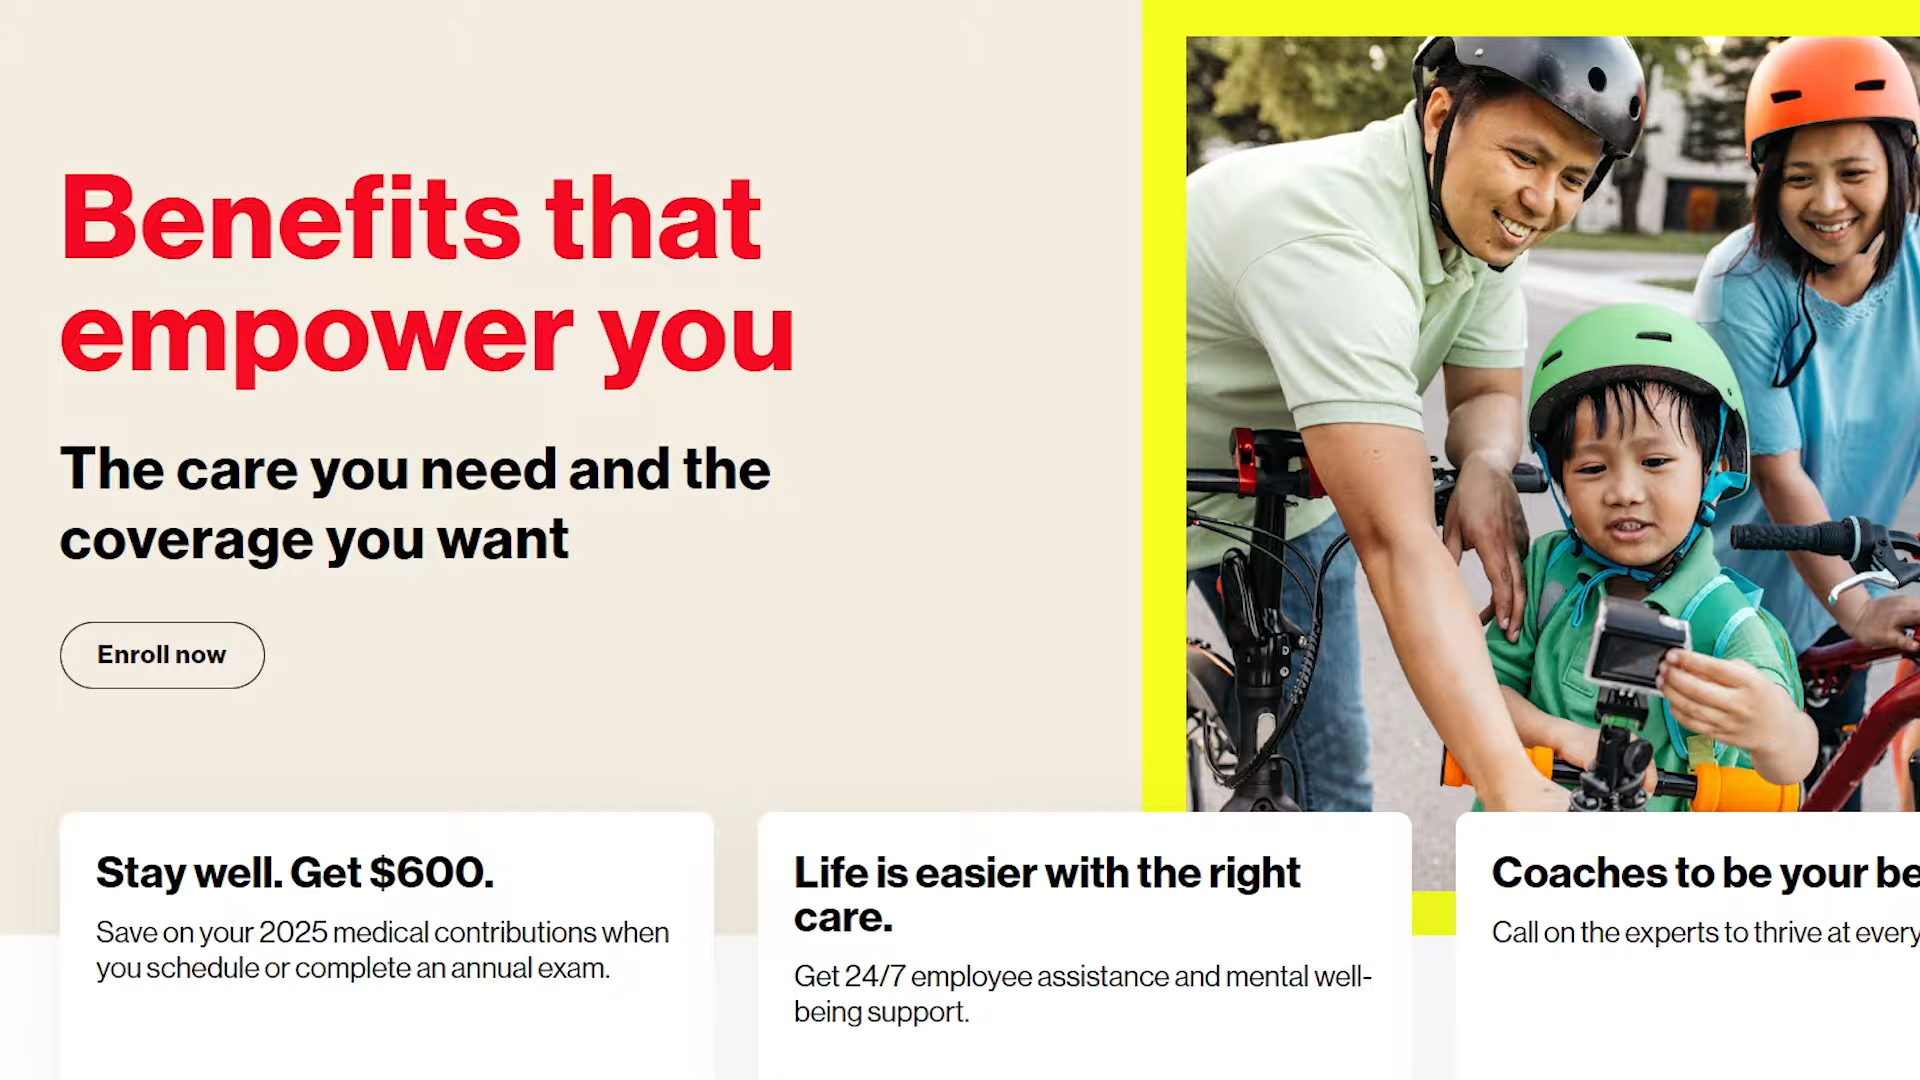 Benefits that
empower you
The care you need and the
coverage you want
Enroll now
Stay well. Get $600.
Save on your 2025 medical contributions when
you schedule or complete an annual exam.
Life is easier with the right
care.
Get 24/7 employee assistance and mental well-
being support.
Coaches to be your be
Call on the experts to thrive at every